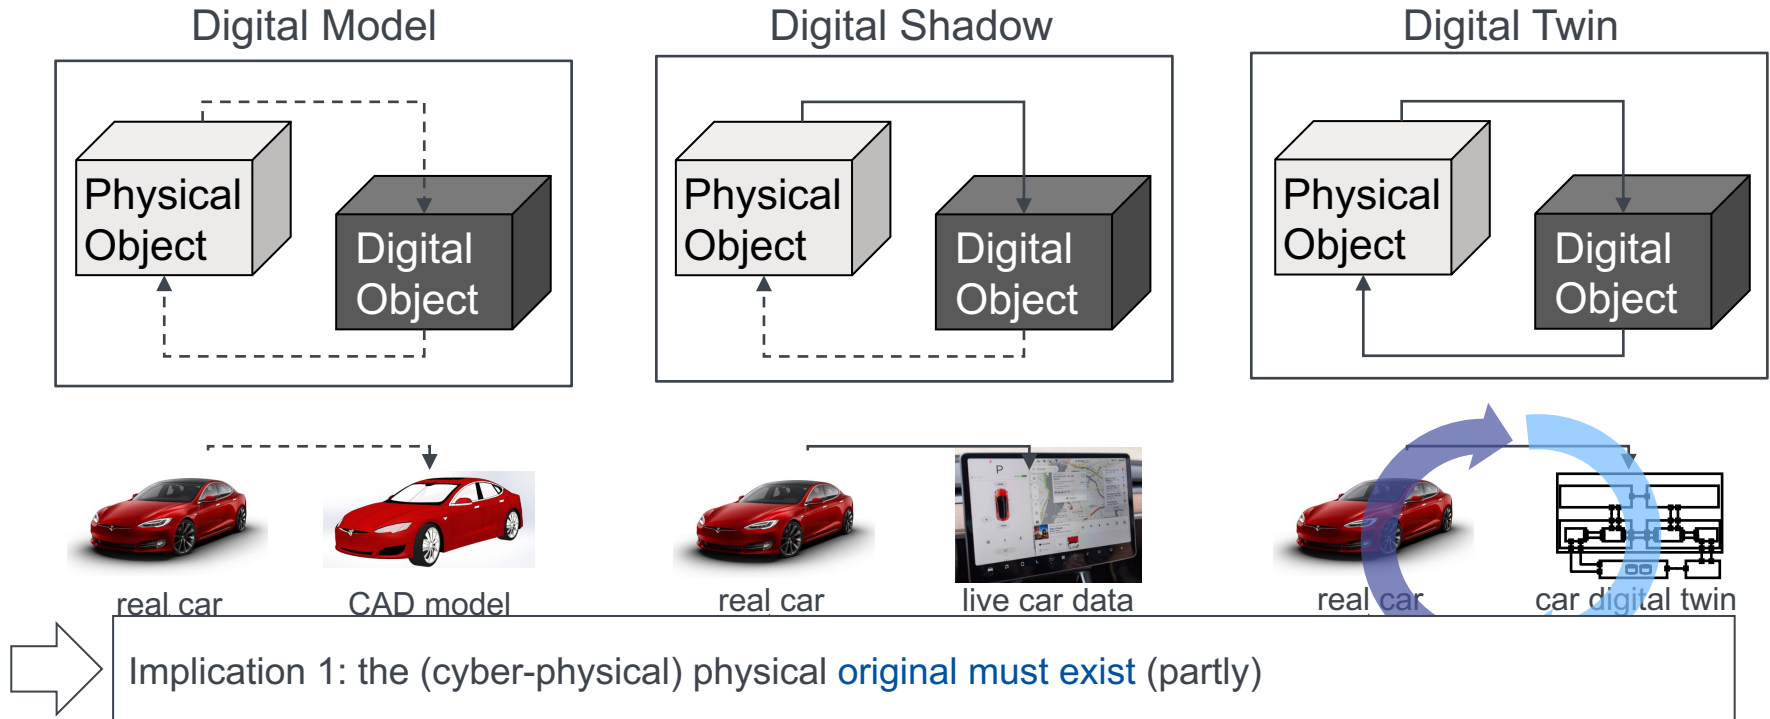 Digital Model
Digital Shadow
Digital Twin
Physical
Object
Digital
Object
Physical
Object
Digital
Object
Physical
Object
Digital
Object
P
real car
CAD model
real car
live car data
real car
car digital twin
Implication 1: the (cyber-physical) physical original must exist (partly)